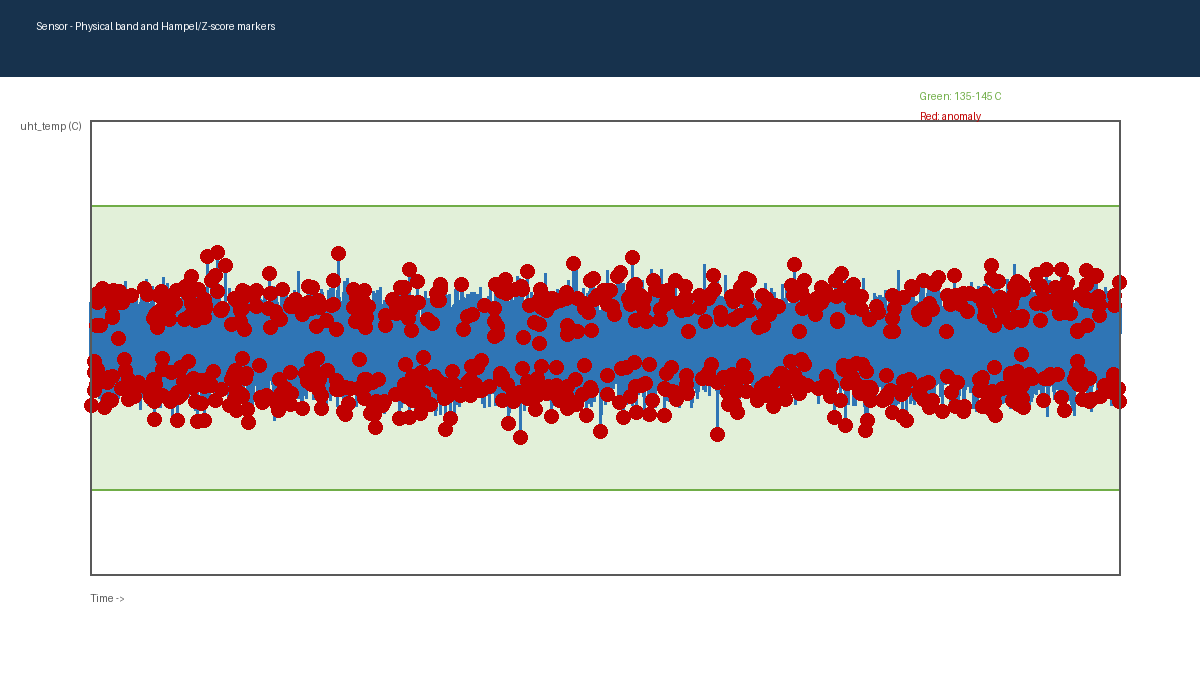 Sensor - Physical band and Hampel/Z-score markers
Green: 135-145 C
Red: anomaly
uht_temp (C)
Time ->